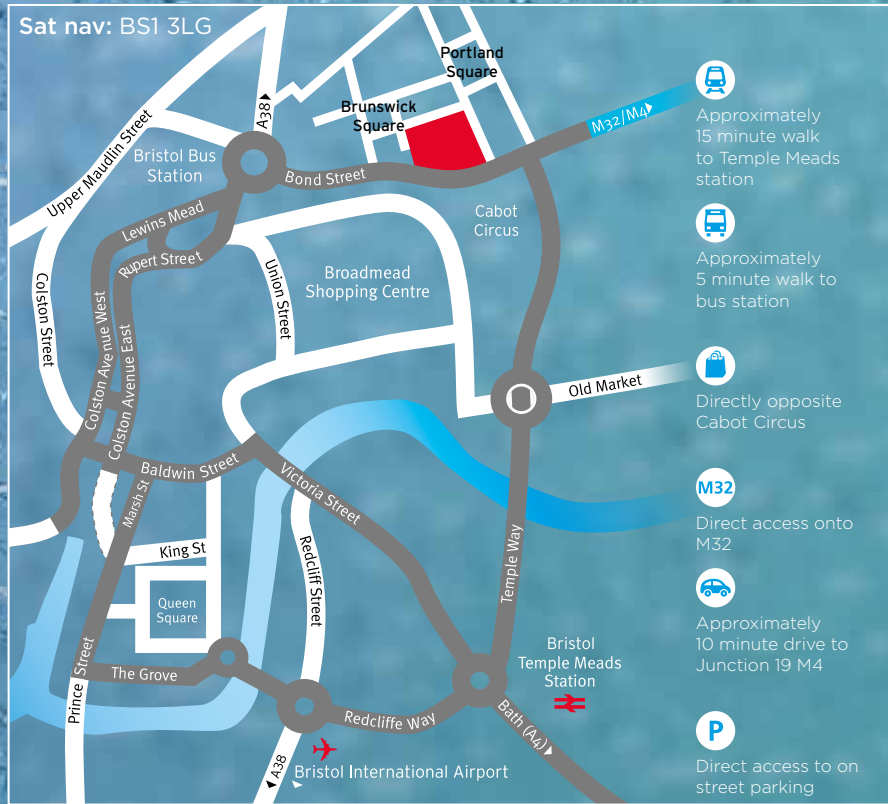 Sat nav: BS1 3LG
Portland
Square
A38
Brunswick
Square
M32/M4
Upper Maudlin Street
Bristol Bus
Station
Bond Street
Lewins Mead
Rupert Street
Cabot
Circus
Union Street
Broadmead
Shopping Centre
Colston Street
Colston Avenue West
Colston Avenue East
Old Market
Baldwin Street
Victoria Street
Marsh St
King St
Redcliff Street
Temple Way
Queen
Square
Prince Street
The Grove
Bristol
Temple Meads
Station
Redcliffe Way
Bath (A4)
A38
Bristol International Airport
Approximately
15 minute walk
to Temple Meads
station
Approximately
5 minute walk to
bus station
Directly opposite
Cabot Circus
M32
Direct access onto
M32
Approximately
10 minute drive to
Junction 19 M4
P
Direct access to on
street parking